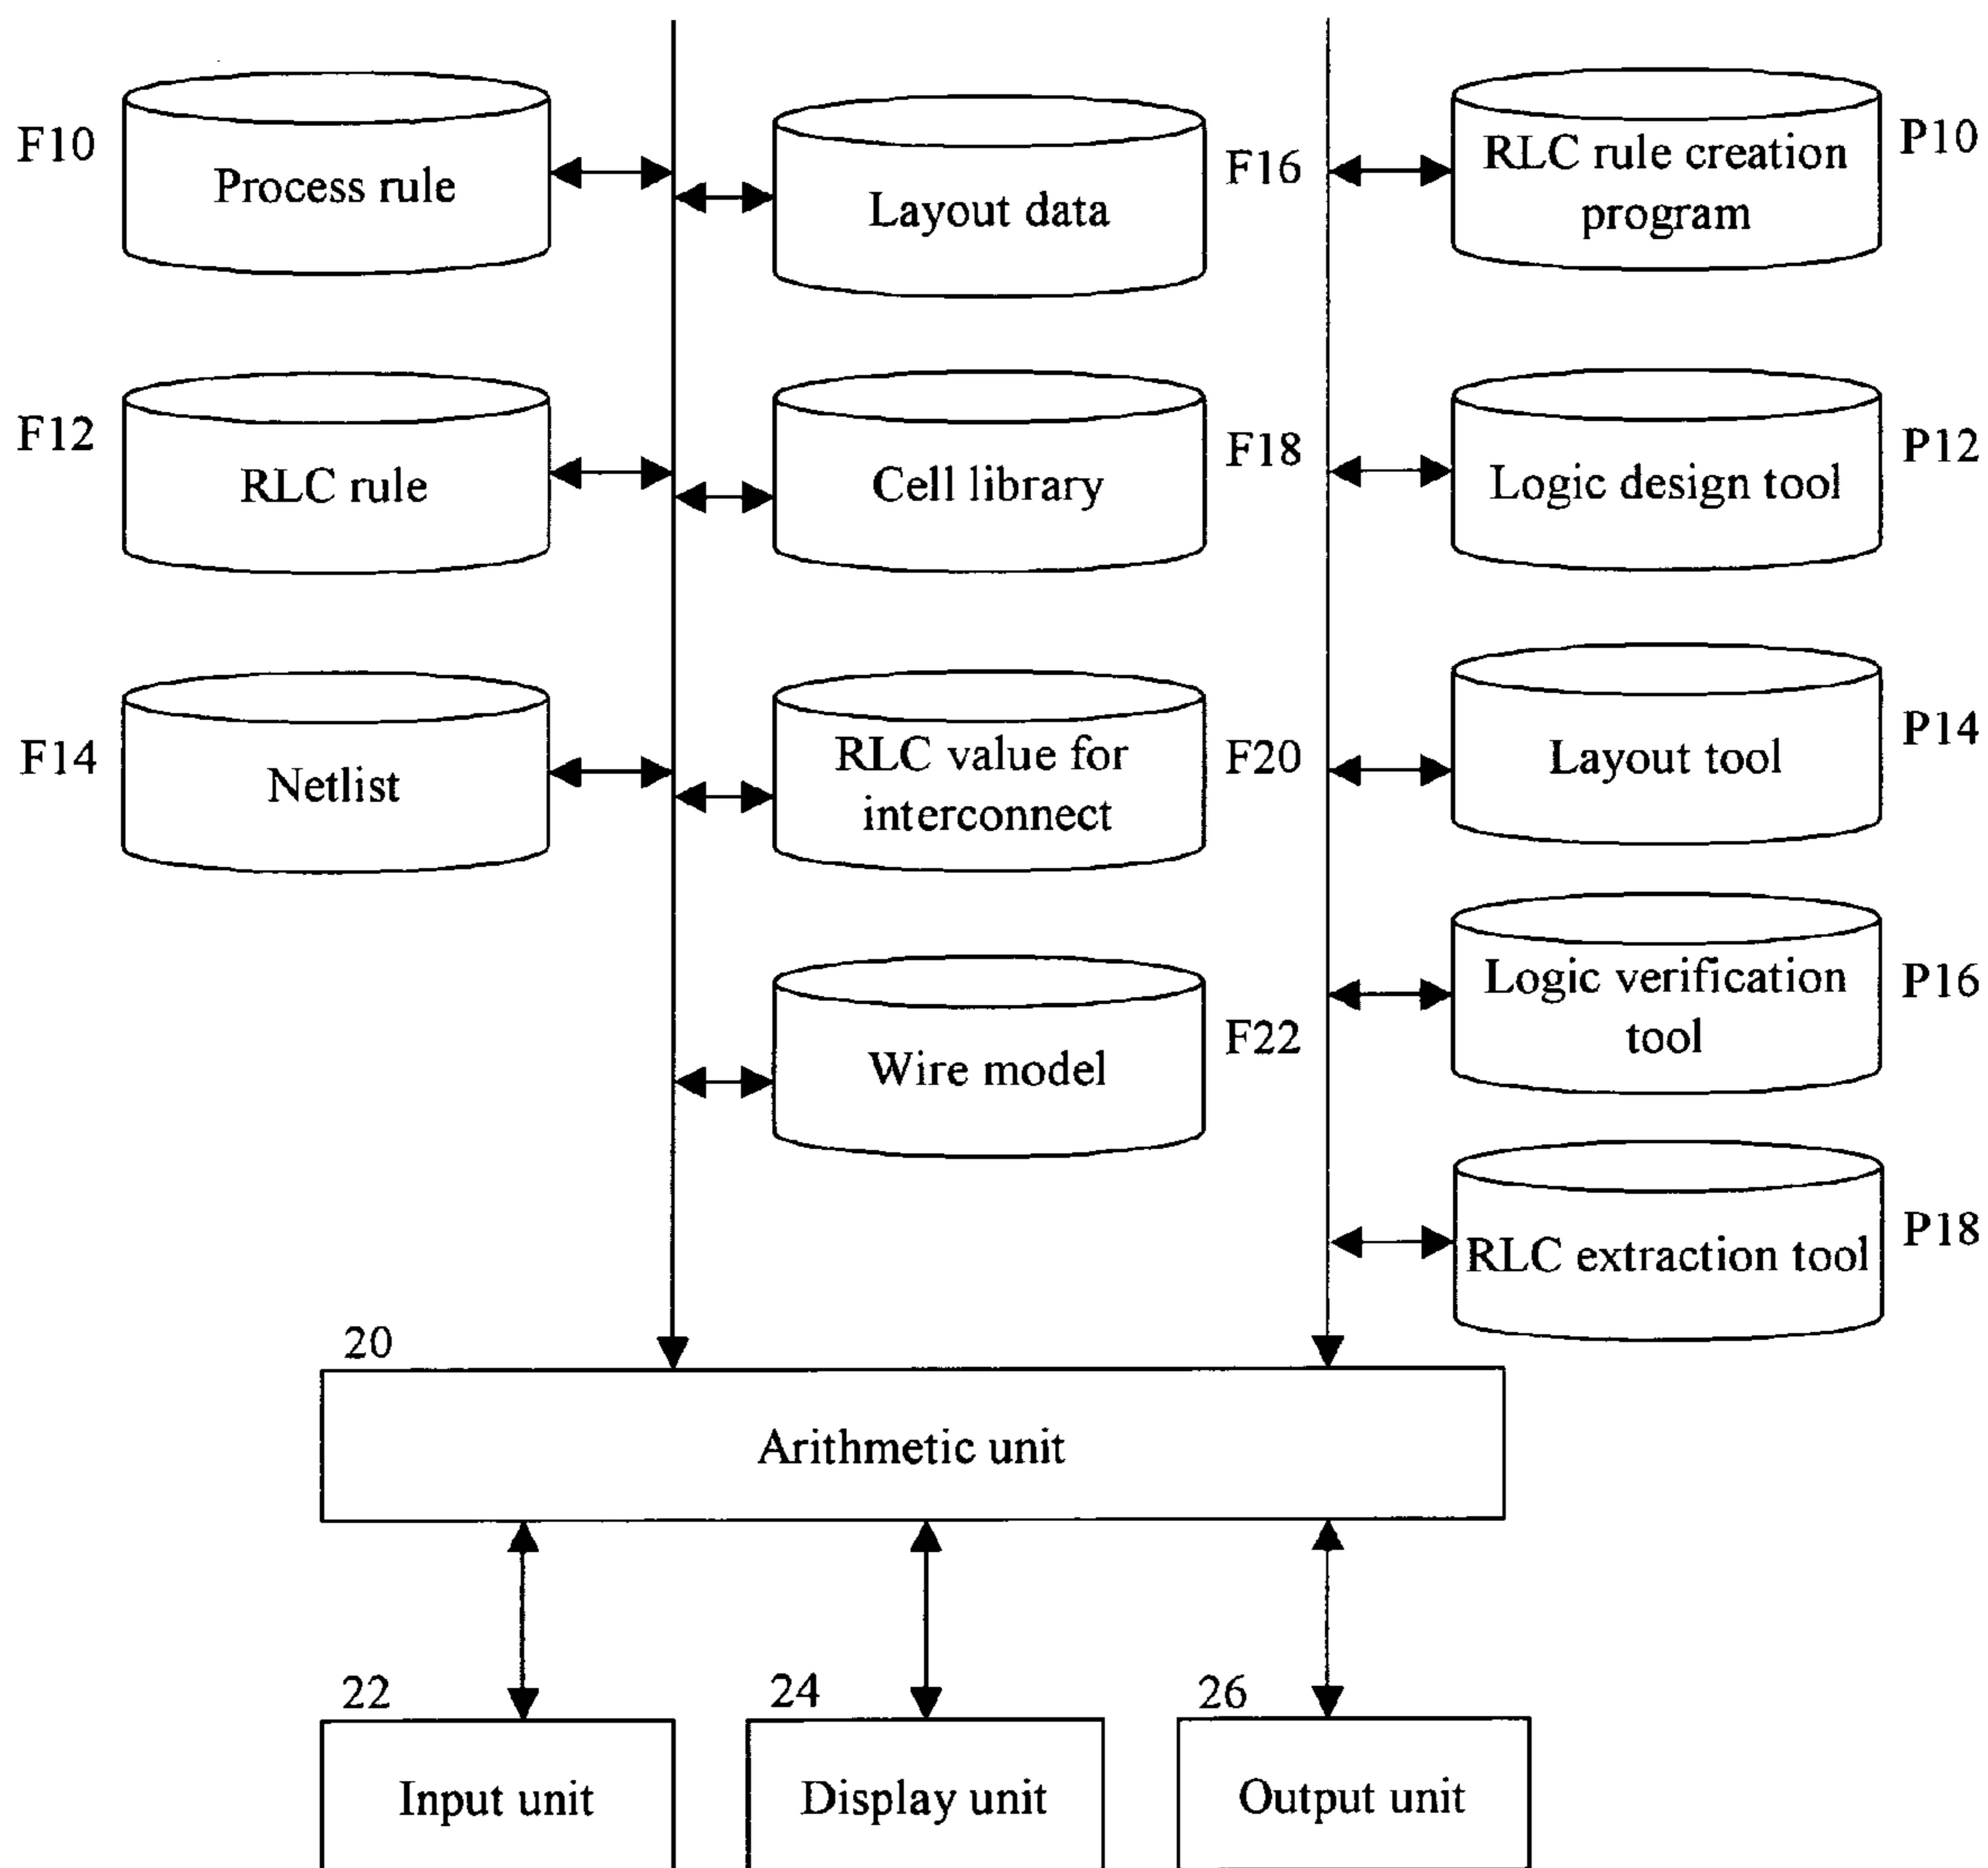 F10
Process rule
Layout data
F16
RLC rule creation
program
P10
F12
RLC rule
Cell library
F18
Logic design tool
P12
F14
Netlist
RLC value for
interconnect
F20
Layout tool
P14
Wire model
F22
Logic verification
tool
P16
RLC extraction tool
P18
20
Arithmetic unit
22
Input unit
24
Display unit
26
Output unit